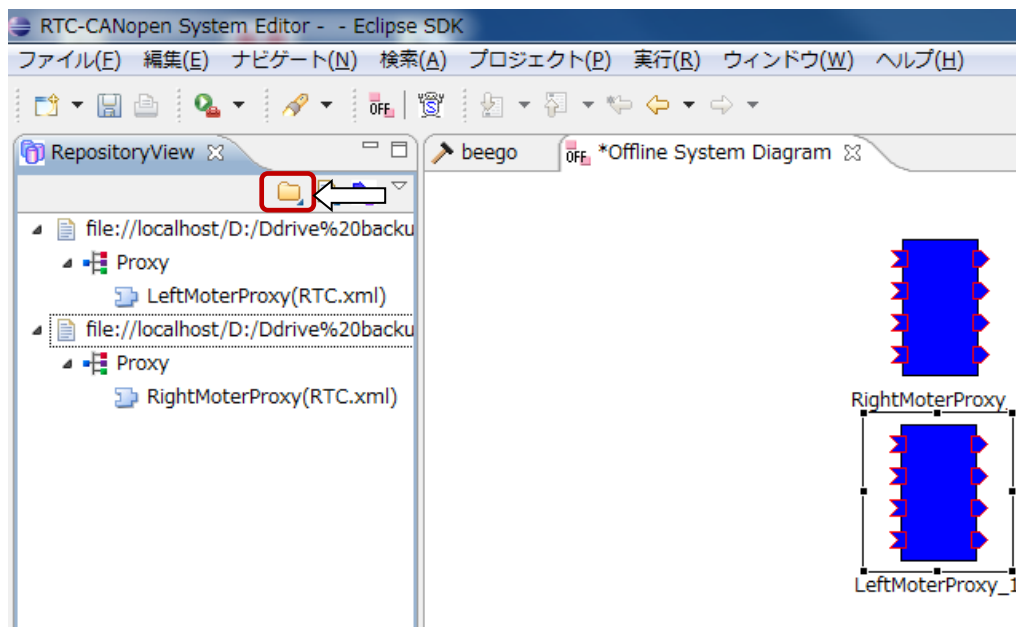 RTC-CANopen System Editor - - Eclipse SDK
ファイル(F) 編集(E) ナビゲート(N) 検索(A) プロジェクト(P) 実行(R) ウィンドウ(W) ヘルプ(H)
OFF
RepositoryView
beego
OFF *Offline System Diagram
file://localhost/D:/Ddrive%20backu
Proxy
LeftMoterProxy(RTC.xml)
file://localhost/D:/Ddrive%20backu
Proxy
RightMoterProxy(RTC.xml)
RightMoterProxy_
LeftMoterProxy_1